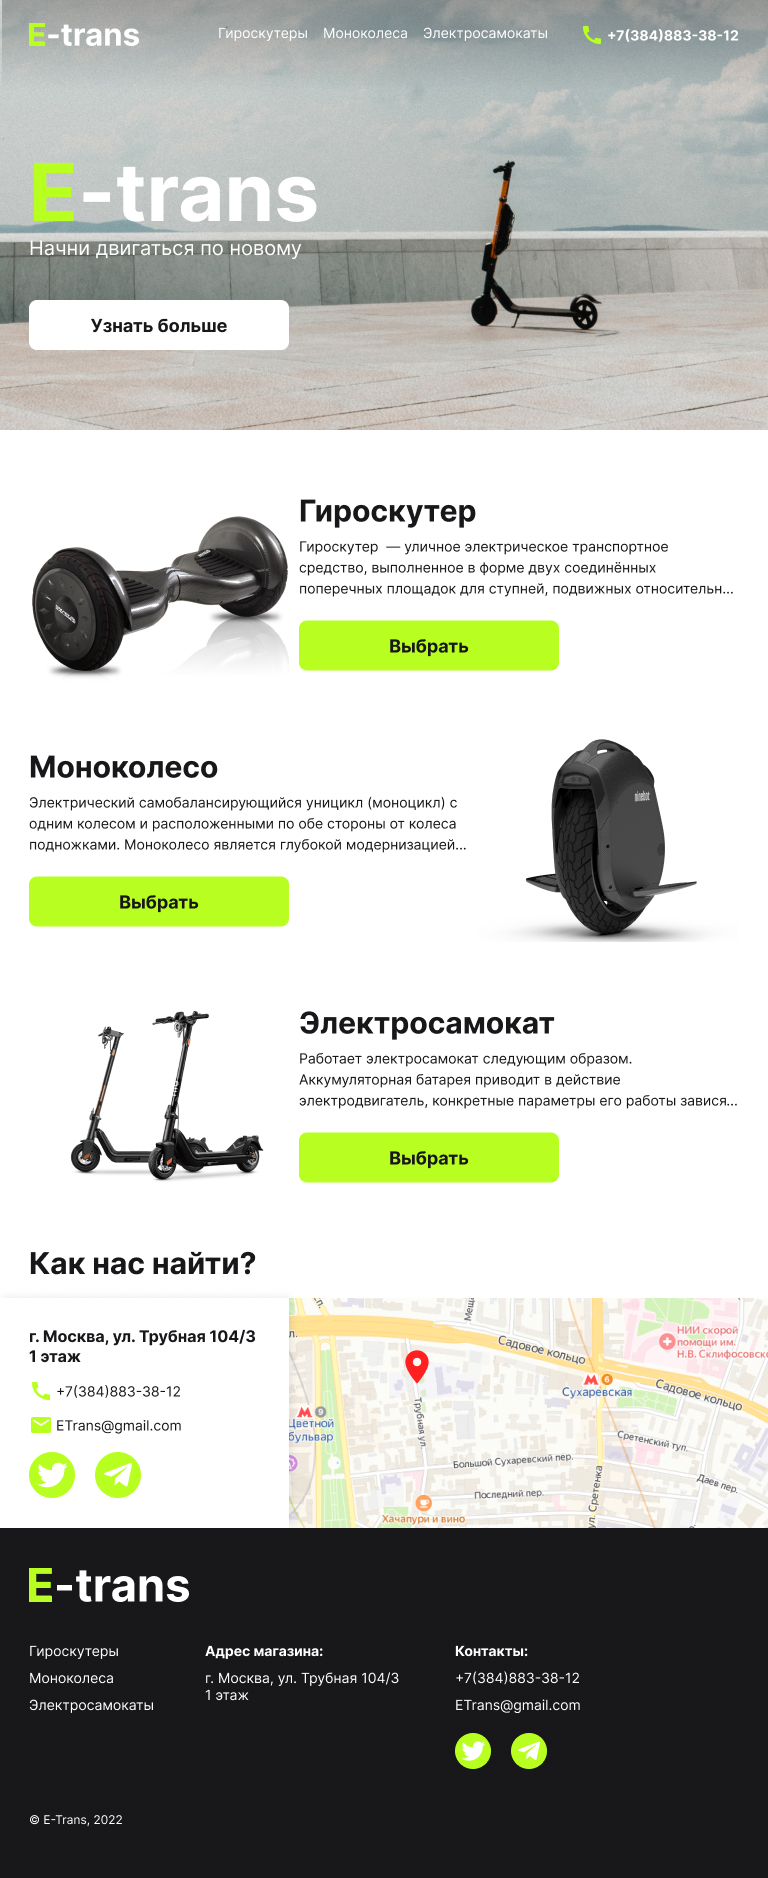 E-trans
Гироскутеры Моноколеса Электросамокаты
+7(384)883-38-12
E-trans
Начни двигаться по новому
Узнать больше
Гироскутер
Гироскутер — уличное электрическое транспортное
средство, выполненное в форме двух соединённых
поперечных площадок для ступней, подвижных относительн...
Выбрать
Моноколесо
Электрический самобалансирующийся уницикл (моноцикл) с
одним колесом и расположенными по обе стороны от колеса
подножками. Моноколесо является глубокой модернизацией...
Выбрать
ninebot
Электросамокат
Работает электросамокат следующим образом.
Аккумуляторная батарея приводит в действие
электродвигатель, конкретные параметры его работы завися...
Выбрать
Как нас найти?
г. Москва, ул. Трубная 104/3
1 этаж
+7(384)883-38-12
ETrans@gmail.com
Садовое кольцо
НИИ скорой
помощи им.
Н.В. Склифосовско
Сухаревская
6
Садовое кольцо
9
Цветной
бульвар
Трубная ул.
Сретенский туп.
Большой Сухаревский пер.
Даев пер.
Последний пер.
ул. Сретенка
Хачапури и вино
E-trans
Гироскутеры
Моноколеса
Электросамокаты
Адрес магазина:
г. Москва, ул. Трубная 104/3
1 этаж
Контакты:
+7(384)883-38-12
ETrans@gmail.com
© E-Trans, 2022